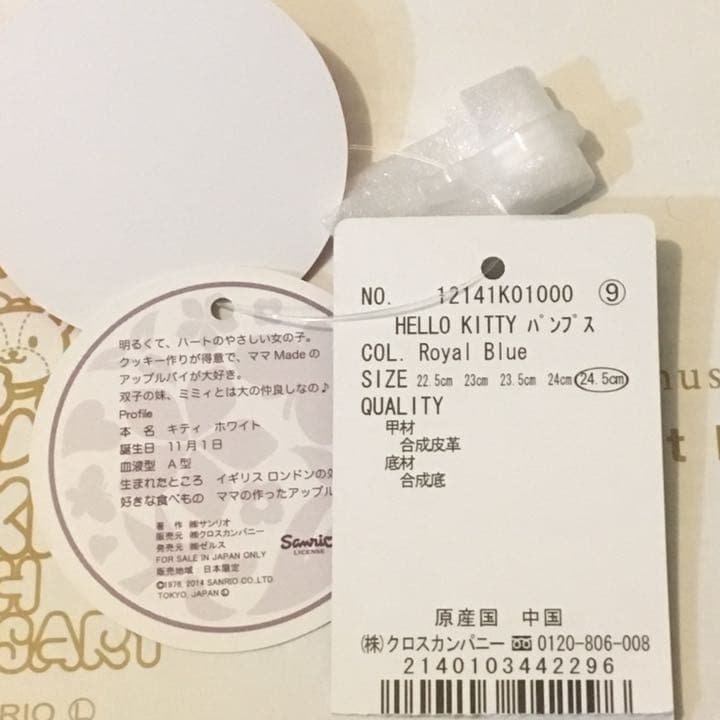 明るくて、ハートのやさしい女の子。
クッキー作りが得意で、ママMadeの
アップルパイが大好き。
双子の妹、ミミィとは大の仲良しなの♪
Profile
本 名 キティ ホワイト
誕生日 11月1日
血液型 A型
生まれたところ イギリス ロンドンの
好きな食べもの ママの作ったアップル
著 作 ㈱サンリオ
販売元 ㈱クロスカンパニー
発売元 ㈱ゼルス
FOR SALE IN JAPAN ONLY
販売地域 日本限定
©1976, 2014 SANRIO CO.,LTD.
TOKYO, JAPAN Ⓛ
Sanrio
LICENSE
NO. 12141K01000 ⑨
HELLO KITTY パンプス
COL. Royal Blue
SIZE 22.5cm 23cm 23.5cm 24cm 24.5cm
QUALITY
甲材
合成皮革
底材
合成底
原産国 中国
(株)クロスカンパニー 0120-806-008
2140103442296
RIO Ⓛ